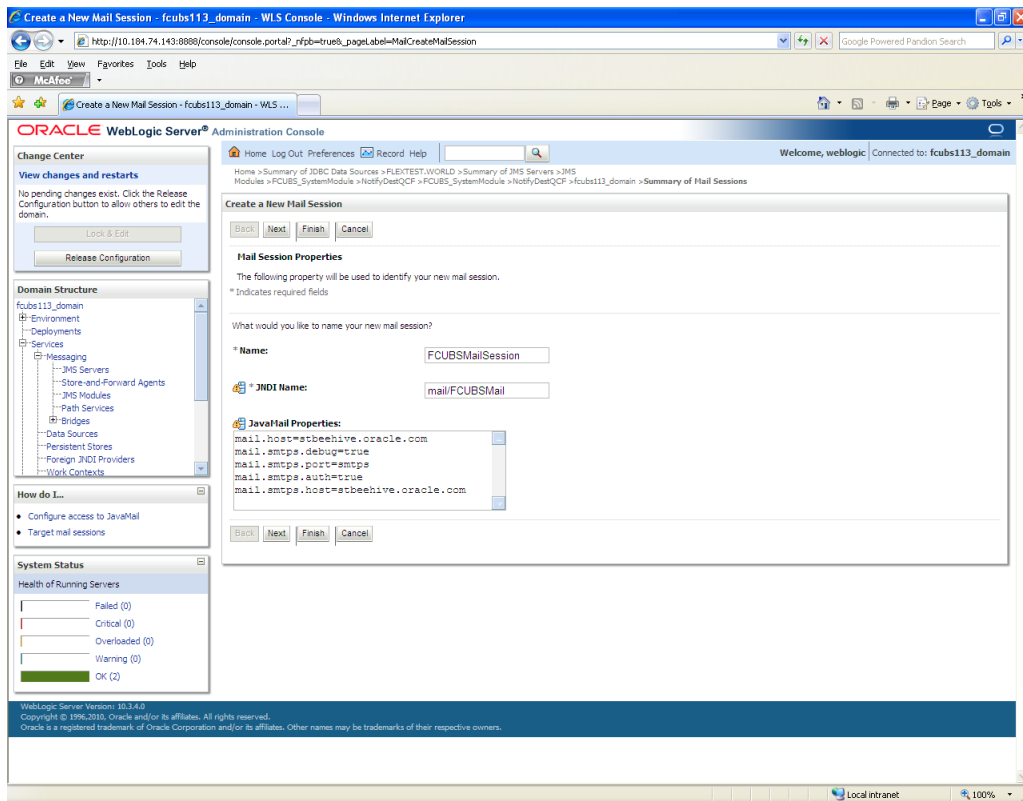 Create a New Mail Session - fcubs113_domain - WLS Console - Windows Internet Explorer
http://10.184.74.143:8888/console/console.portal?_nfpb=true&_pageLabel=MailCreateMailSession
Google Powered Pandion Search
File Edit View Favorites Tools Help
McAfee
Create a New Mail Session - fcubs113_domain - WLS ...
Page Tools
ORACLE WebLogic Server® Administration Console
Change Center
View changes and restarts
No pending changes exist. Click the Release
Configuration button to allow others to edit the
domain.
Lock & Edit
Release Configuration
Domain Structure
fcubs113_domain
Environment
Deployments
Services
Messaging
JMS Servers
Store-and-Forward Agents
JMS Modules
Path Services
Bridges
Data Sources
Persistent Stores
Foreign JNDI Providers
Work Contexts
How do I...
Configure access to JavaMail
Target mail sessions
System Status
Health of Running Servers
Failed (0)
Critical (0)
Overloaded (0)
Warning (0)
OK (2)
Home Log Out Preferences Record Help
Welcome, weblogic Connected to: fcubs113_domain
Home >Summary of JDBC Data Sources >FLEXTEST.WORLD >Summary of JMS Servers >JMS
Modules >FCUBS_SystemModule >NotifyDestQCF >FCUBS_SystemModule >NotifyDestQCF >fcubs113_domain >Summary of Mail Sessions
Create a New Mail Session
Back Next Finish Cancel
Mail Session Properties
The following property will be used to identify your new mail session.
* Indicates required fields
What would you like to name your new mail session?
* Name: FCUBSMailSession
* JNDI Name: mail/FCUBSMail
JavaMail Properties:
mail.host=stbeehive.oracle.com
mail.smtps.debug=true
mail.smtps.port=smtps
mail.smtps.auth=true
mail.smtps.host=stbeehive.oracle.com
Back Next Finish Cancel
WebLogic Server Version: 10.3.4.0
Copyright © 1996,2010, Oracle and/or its affiliates. All rights reserved.
Oracle is a registered trademark of Oracle Corporation and/or its affiliates. Other names may be trademarks of their respective owners.
Local intranet
100%